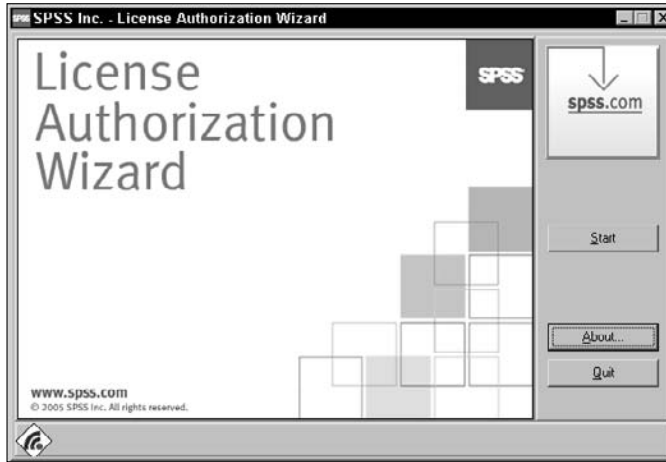 SPSS SPSS Inc. - License Authorization Wizard
License
Authorization
Wizard
SPSS
spss.com
Start
About...
Quit
www.spss.com
© 2005 SPSS Inc. All rights reserved.